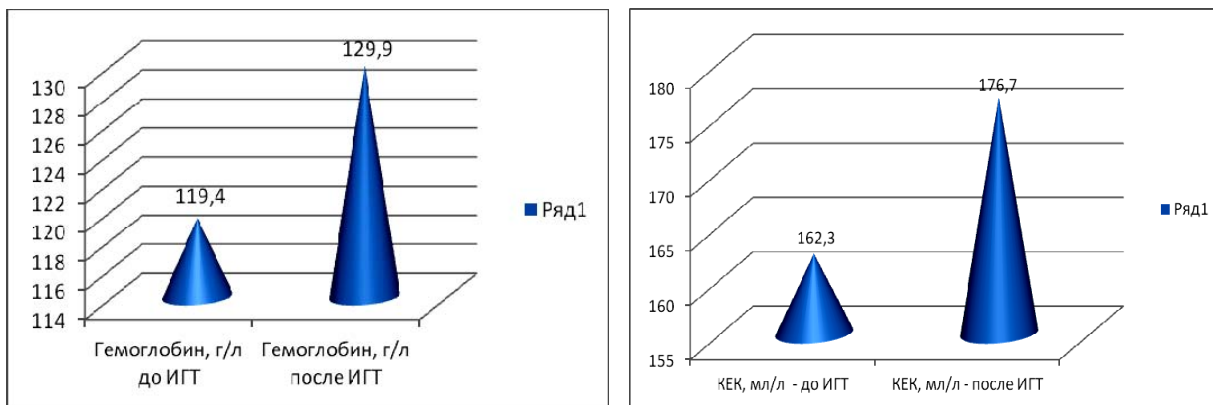 129,9
130
128
126
124
122
120
118
116
114
119,4
Ряд1
Гемоглобин, г/л
до ИГТ
Гемоглобин, г/л
после ИГТ
180
175
170
165
160
155
176,7
162,3
Ряд1
КЕК, мл/л - до ИГТ
КЕК, мл/л - после ИГТ